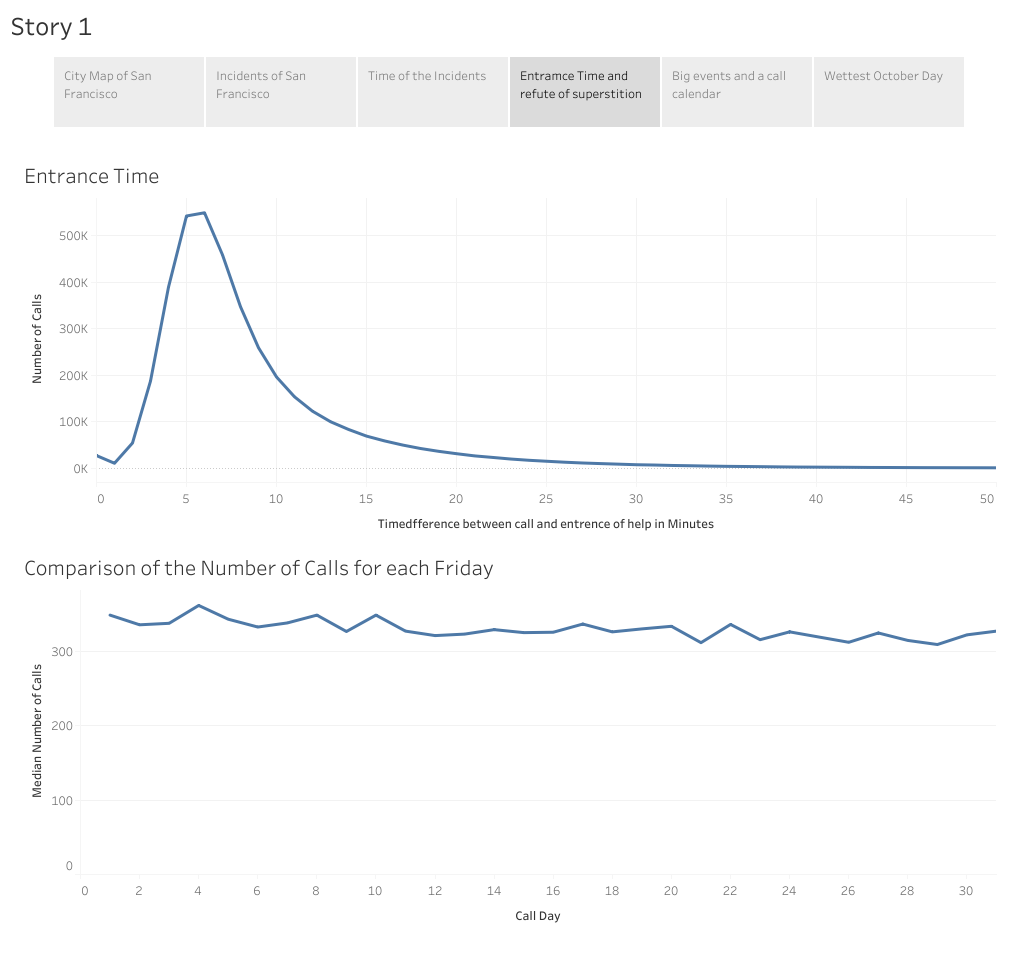 Story 1
City Map of San
Francisco
Incidents of San
Francisco
Time of the Incidents
Entramce Time and
refute of superstition
Big events and a call
calendar
Wettest October Day
Entrance Time
Number of Calls
500K
400K
300K
200K
100K
0K
0 5 10 15 20 25 30 35 40 45 50
Timedfference between call and entrence of help in Minutes
Comparison of the Number of Calls for each Friday
Median Number of Calls
300
200
100
0
0 2 4 6 8 10 12 14 16 18 20 22 24 26 28 30
Call Day